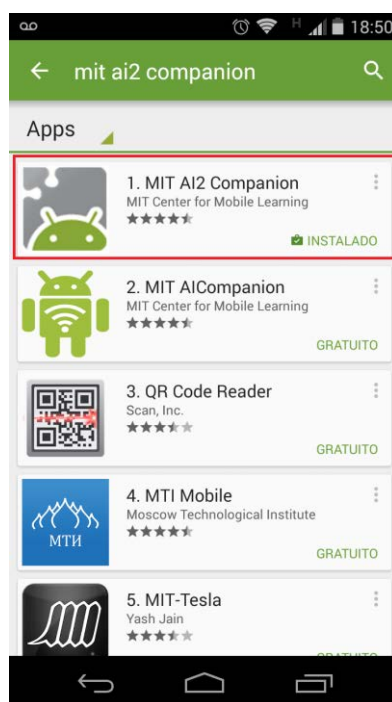 H 18:50
mit ai2 companion
Apps
1. MIT AI2 Companion
MIT Center for Mobile Learning
INSTALADO
2. MIT AICompanion
MIT Center for Mobile Learning
GRATUITO
3. QR Code Reader
Scan, Inc.
GRATUITO
4. MTI Mobile
Moscow Technological Institute
МТИ
GRATUITO
5. MIT-Tesla
Yash Jain
GRATUITO